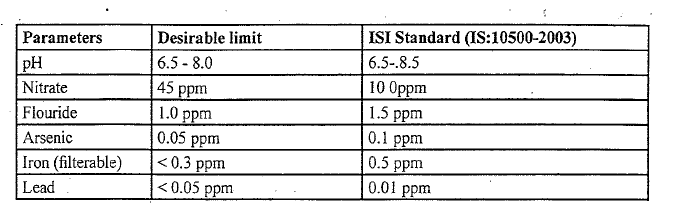 Parameters Desirable limit ISI Standard (IS:10500-2003)
pH 6.5 - 8.0 6.5-.8.5
Nitrate 45 ppm 10 0ppm
Flouride 1.0 ppm 1.5 ppm
Arsenic 0.05 ppm 0.1 ppm
Iron (filterable) < 0.3 ppm 0.5 ppm
Lead < 0.05 ppm 0.01 ppm